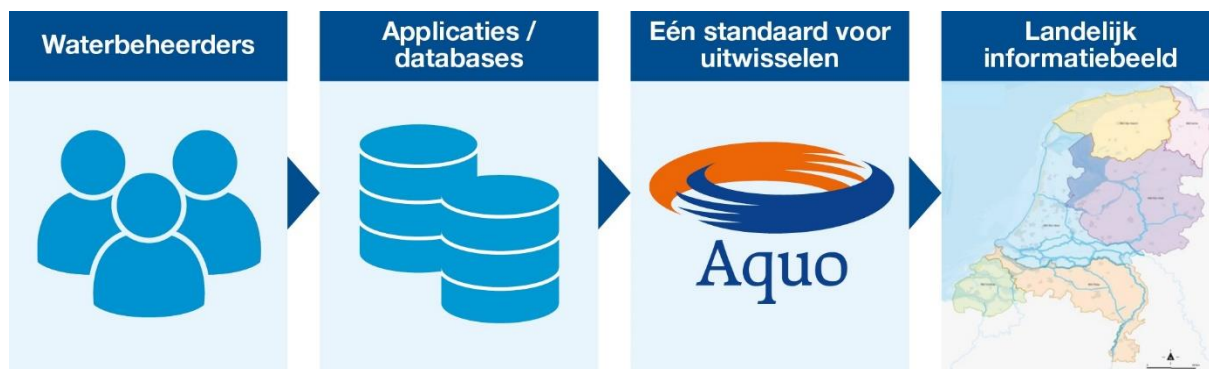 Waterbeheerders
Applicaties /
databases
Eén standaard voor
uitwisselen
Landelijk
informatiebeeld
Aquo